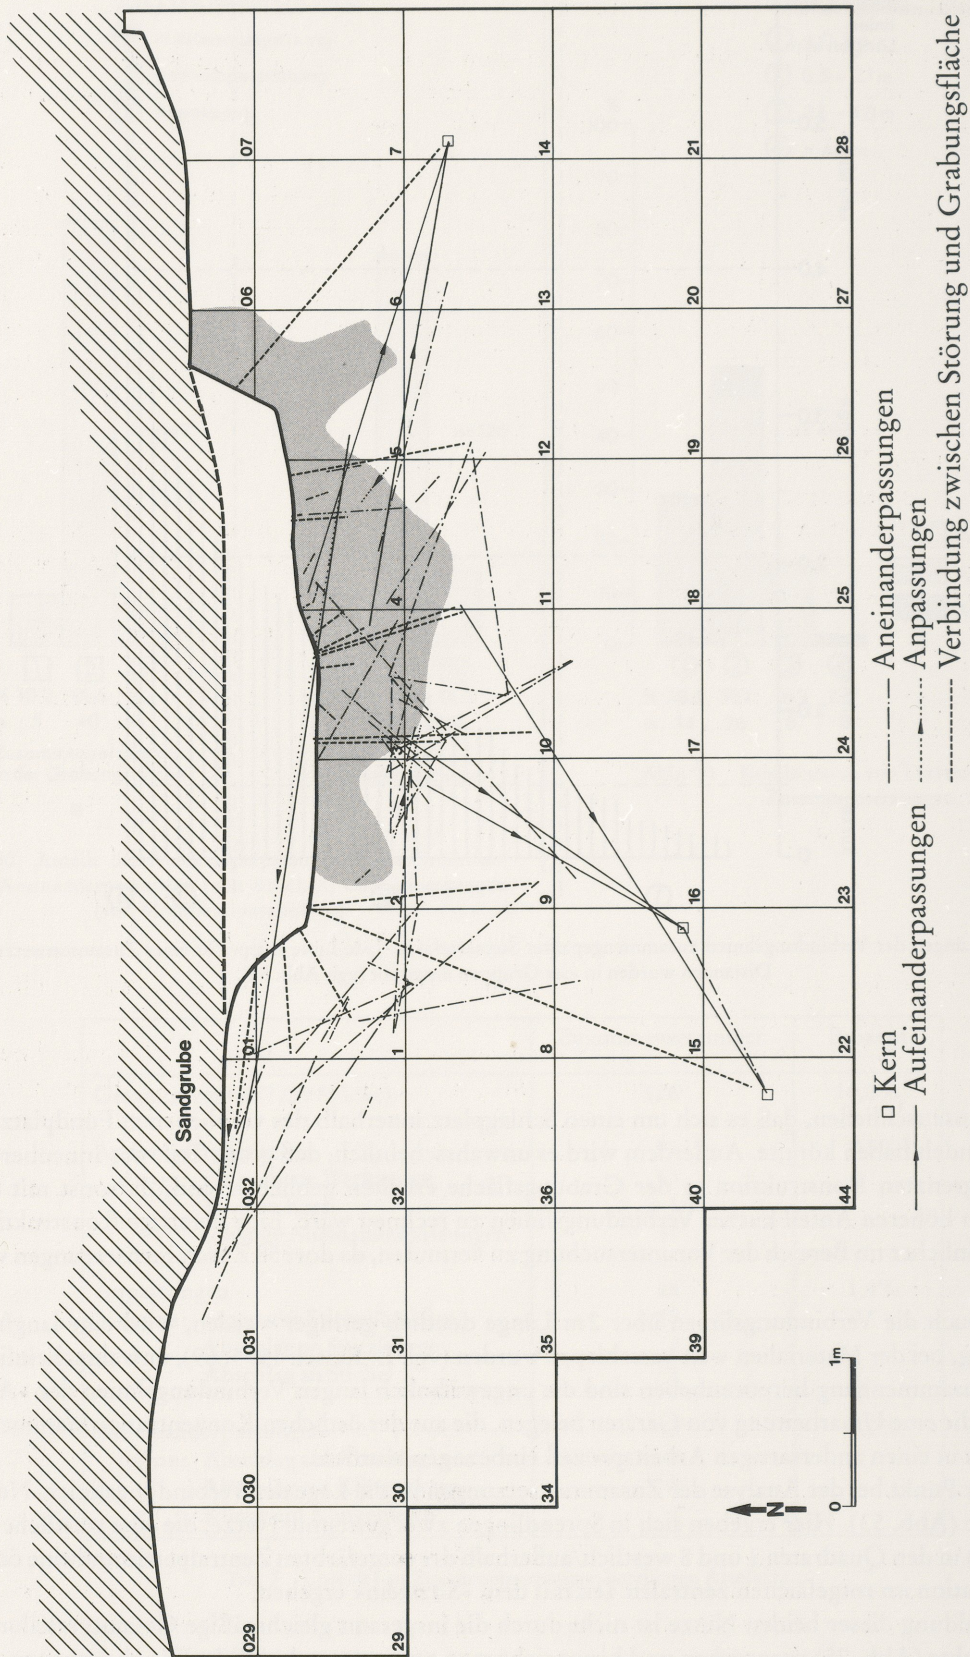 Sandgrube
029 030 031 032 01 06 07
29 30 31 32 1 2 3 4 5 6 7
34 35 36 8 9 10 11 12 13 14
39 40 15 16 17 18 19 20 21
44 22 23 24 25 26 27 28
N
0 1m
Kern
Aufeinanderpassungen
Aneinanderpassungen
Anpassungen
Verbindung zwischen Störung und Grabungsfläche